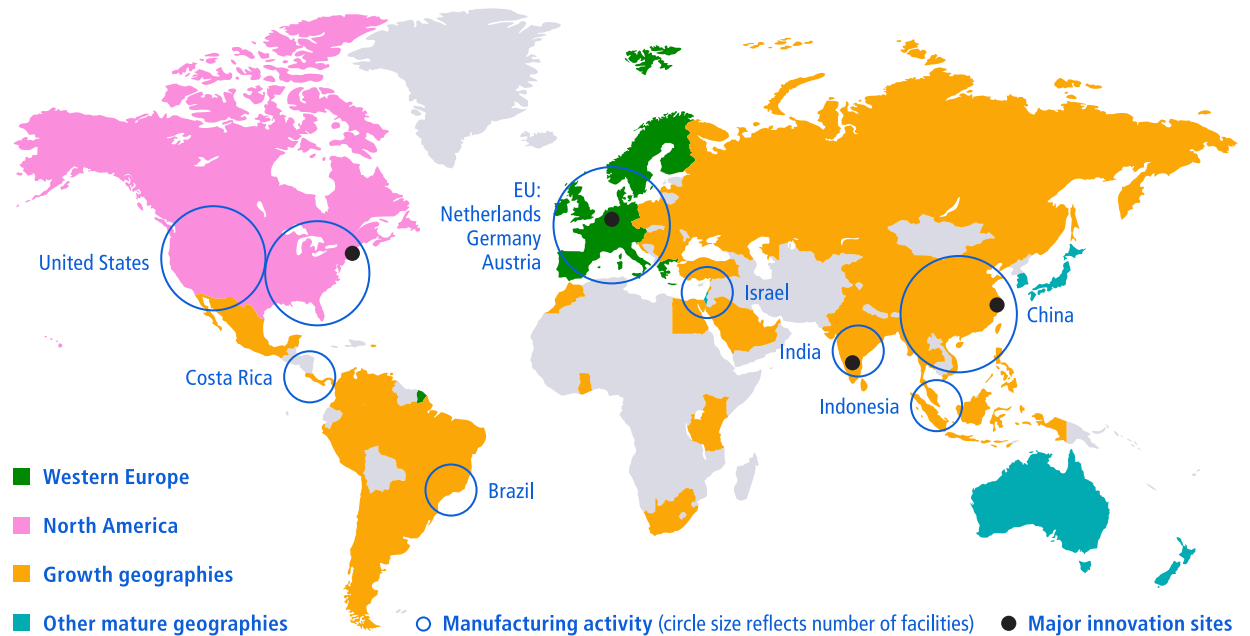 EU:
Netherlands
Germany
Austria
United States
Israel
China
India
Costa Rica
Indonesia
Brazil
Western Europe
North America
Growth geographies
Other mature geographies
Manufacturing activity (circle size reflects number of facilities)
Major innovation sites